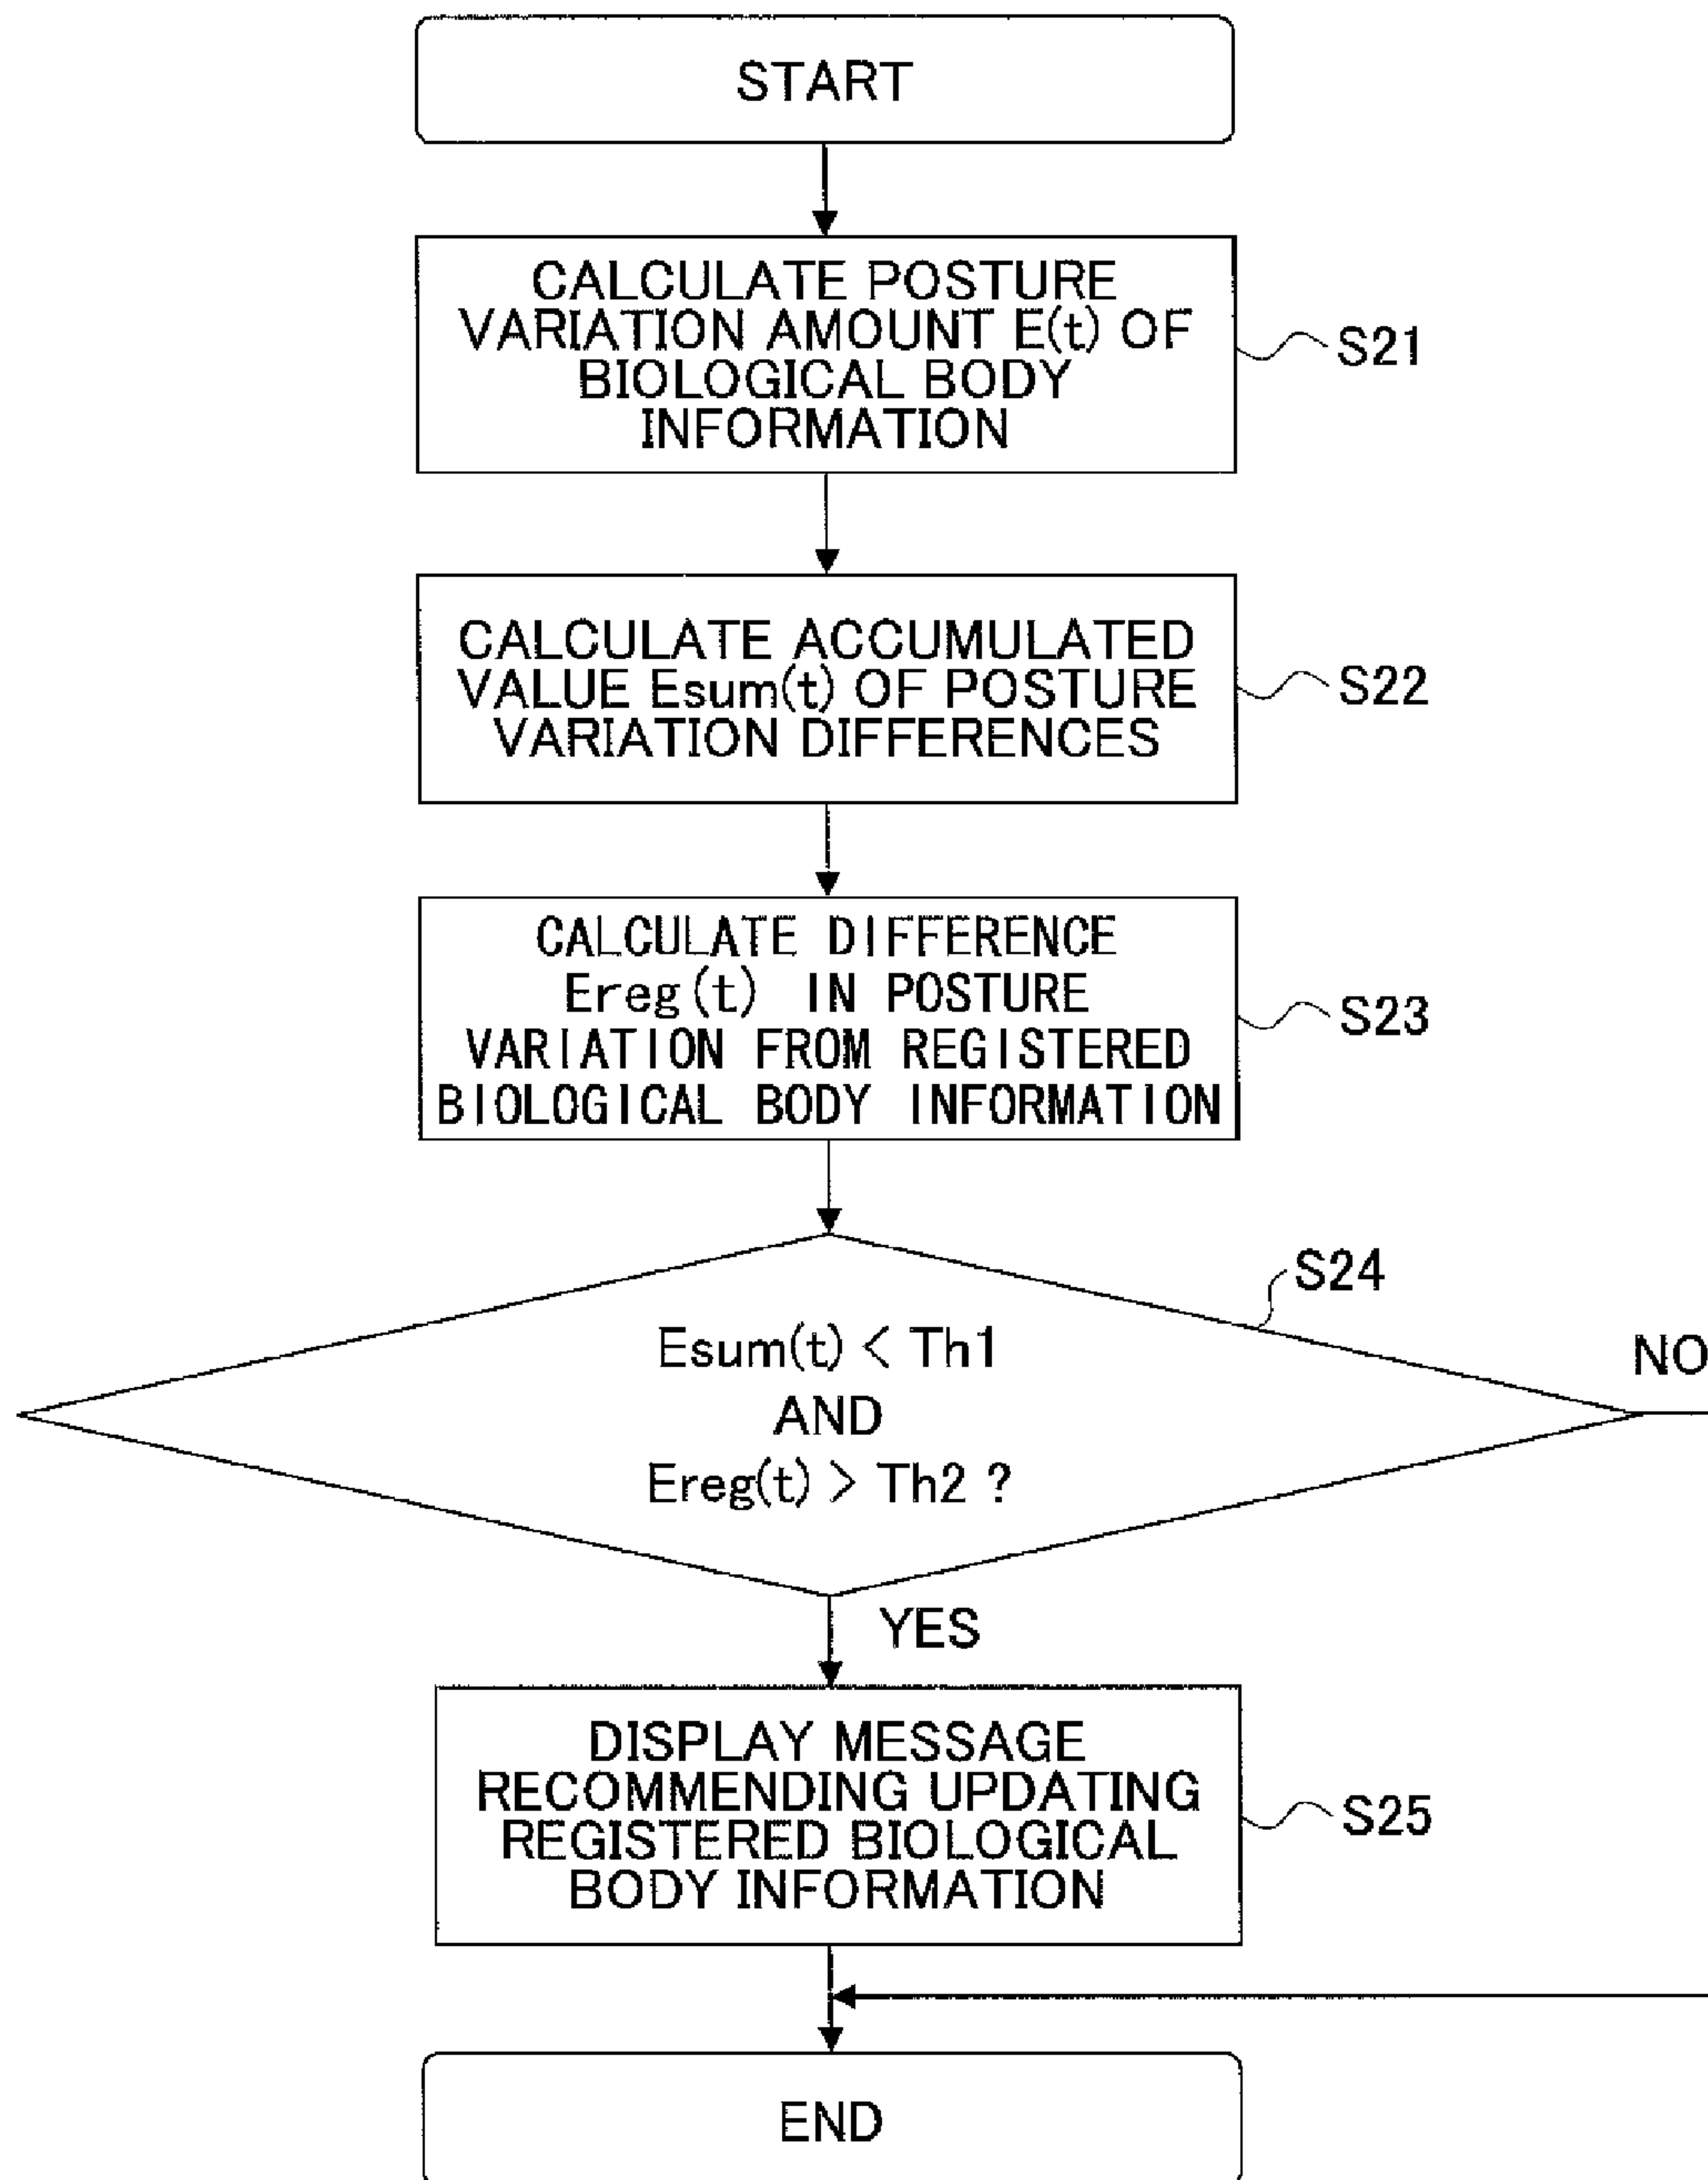 START
CALCULATE POSTURE
VARIATION AMOUNT E(t) OF
BIOLOGICAL BODY
INFORMATION
S21
CALCULATE ACCUMULATED
VALUE Esum(t) OF POSTURE
VARIATION DIFFERENCES
S22
CALCULATE DIFFERENCE
Ereg(t) IN POSTURE
VARIATION FROM REGISTERED
BIOLOGICAL BODY INFORMATION
S23
S24
Esum(t) < Th1
AND
Ereg(t) > Th2 ?
NO
YES
DISPLAY MESSAGE
RECOMMENDING UPDATING
REGISTERED BIOLOGICAL
BODY INFORMATION
S25
END